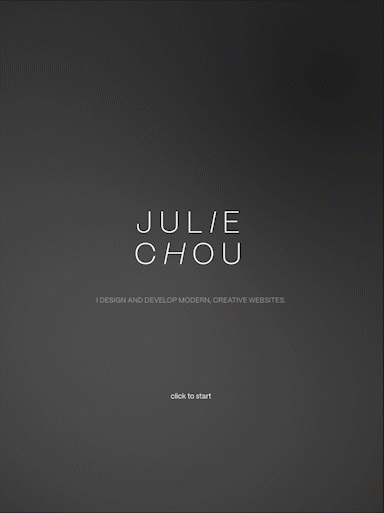 JULIE
CHOU
I DESIGN AND DEVELOP MODERN, CREATIVE WEBSITES.
click to start